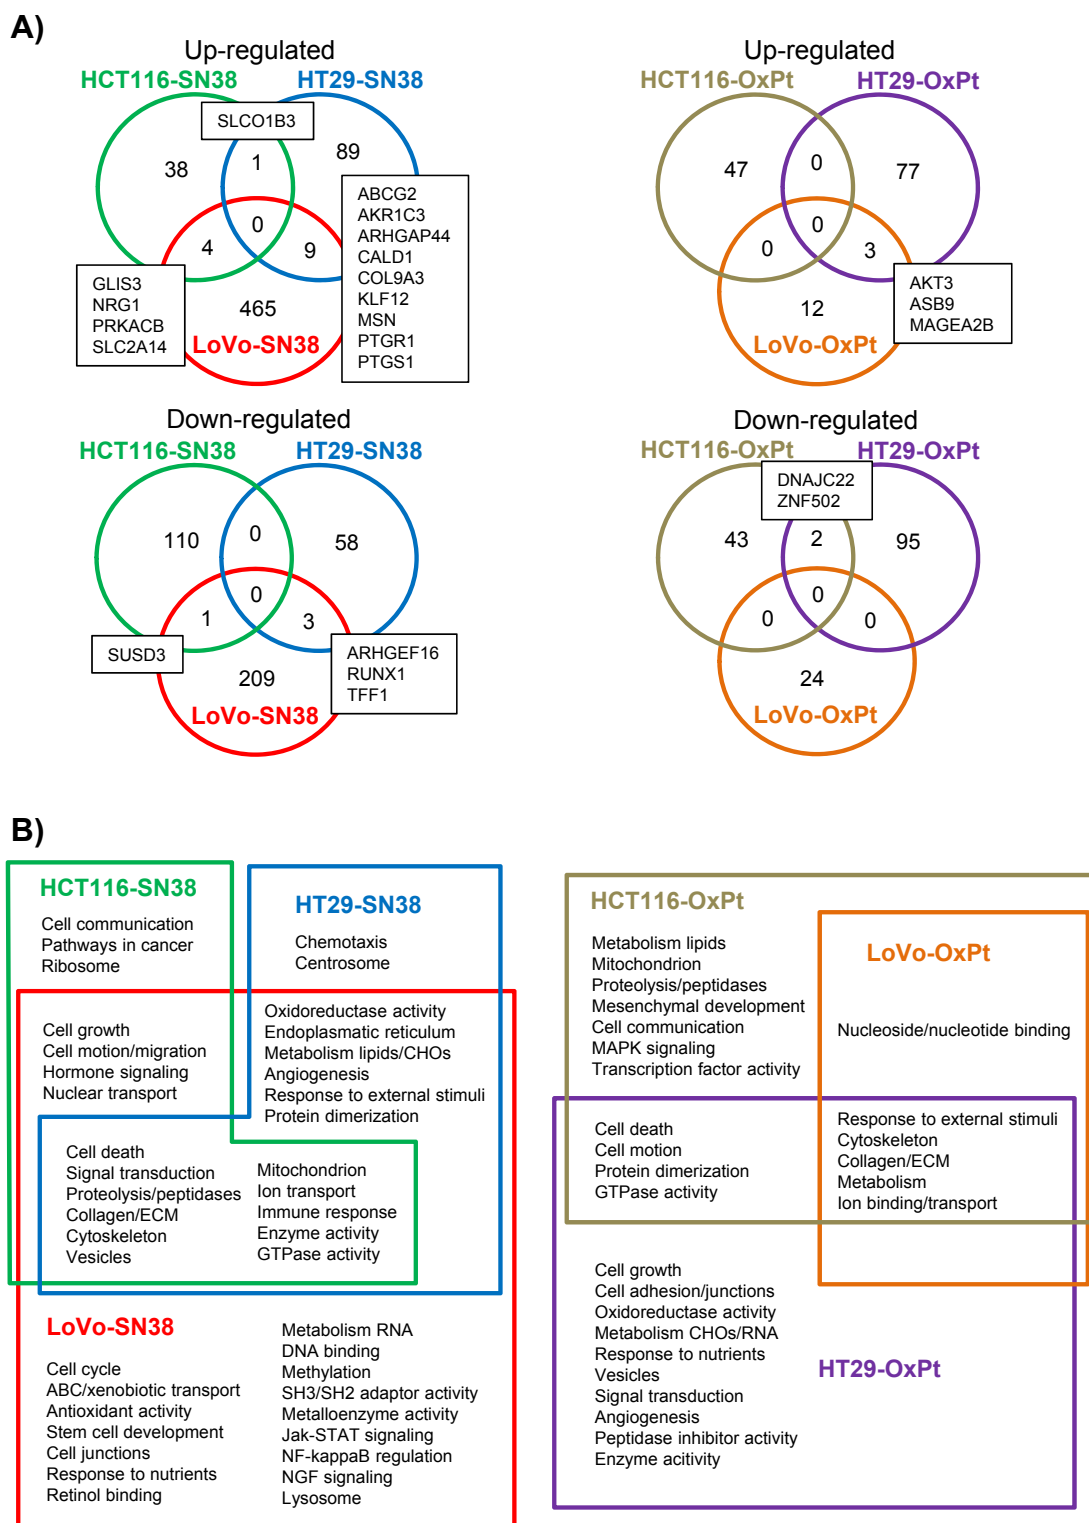 A)
Up-regulated
HCT116-SN38
HT29-SN38
SLCO1B3
38
1
89
0
4
9
465
LoVo-SN38
GLIS3
NRG1
PRKACB
SLC2A14
ABCG2
AKR1C3
ARHGAP44
CALD1
COL9A3
KLF12
MSN
PTGR1
PTGS1
Up-regulated
HCT116-OxPt
HT29-OxPt
47
0
77
0
0
3
12
LoVo-OxPt
AKT3
ASB9
MAGEA2B
Down-regulated
HCT116-SN38
HT29-SN38
110
0
58
0
1
3
SUSD3
209
LoVo-SN38
ARHGEF16
RUNX1
TFF1
Down-regulated
HCT116-OxPt
HT29-OxPt
DNAJC22
ZNF502
43
2
95
0
0
0
24
LoVo-OxPt
B)
HCT116-SN38
Cell communication
Pathways in cancer
Ribosome
HT29-SN38
Chemotaxis
Centrosome
Cell growth
Cell motion/migration
Hormone signaling
Nuclear transport
Oxidoreductase activity
Endoplasmatic reticulum
Metabolism lipids/CHOs
Angiogenesis
Response to external stimuli
Protein dimerization
Cell death
Signal transduction
Proteolysis/peptidases
Collagen/ECM
Cytoskeleton
Vesicles
Mitochondrion
Ion transport
Immune response
Enzyme activity
GTPase activity
LoVo-SN38
Cell cycle
ABC/xenobiotic transport
Antioxidant activity
Stem cell development
Cell junctions
Response to nutrients
Retinol binding
Metabolism RNA
DNA binding
Methylation
SH3/SH2 adaptor activity
Metalloenzyme activity
Jak-STAT signaling
NF-kappaB regulation
NGF signaling
Lysosome
HCT116-OxPt
Metabolism lipids
Mitochondrion
Proteolysis/peptidases
Mesenchymal development
Cell communication
MAPK signaling
Transcription factor activity
LoVo-OxPt
Nucleoside/nucleotide binding
Cell death
Cell motion
Protein dimerization
GTPase activity
Response to external stimuli
Cytoskeleton
Collagen/ECM
Metabolism
Ion binding/transport
Cell growth
Cell adhesion/junctions
Oxidoreductase activity
Metabolism CHOs/RNA
Response to nutrients
Vesicles
Signal transduction
Angiogenesis
Peptidase inhibitor activity
Enzyme acitivity
HT29-OxPt